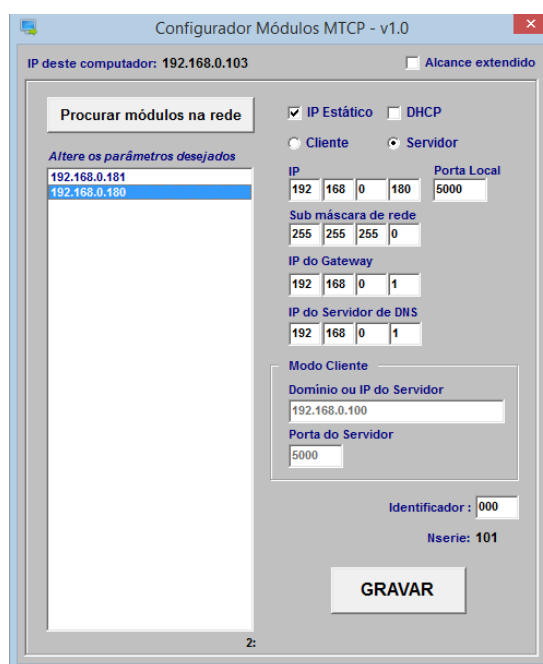 Configurador Módulos MTCP - v1.0
IP deste computador: 192.168.0.103
Alcance extendido
Procurar módulos na rede
Altere os parâmetros desejados
192.168.0.181
192.168.0.180
IP Estático
DHCP
Cliente
Servidor
IP
Porta Local
192 168 0 180
5000
Sub máscara de rede
255 255 255 0
IP do Gateway
192 168 0 1
IP do Servidor de DNS
192 168 0 1
Modo Cliente
Domínio ou IP do Servidor
192.168.0.100
Porta do Servidor
5000
Identificador : 000
Nserie: 101
GRAVAR
2: